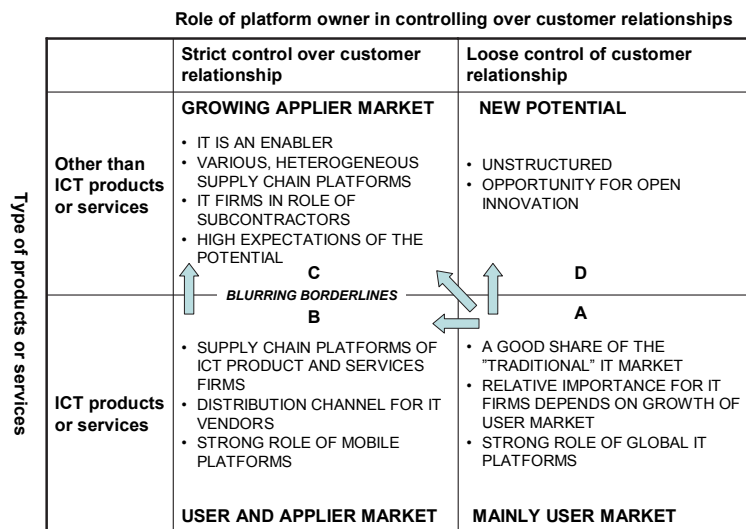 Role of platform owner in controlling over customer relationships
Strict control over customer
relationship
Loose control of customer
relationship
Type of products or services
Other than
ICT products
or services
GROWING APPLIER MARKET
• IT IS AN ENABLER
• VARIOUS, HETEROGENEOUS
SUPPLY CHAIN PLATFORMS
• IT FIRMS IN ROLE OF
SUBCONTRACTORS
• HIGH EXPECTATIONS OF THE
POTENTIAL
C
NEW POTENTIAL
• UNSTRUCTURED
• OPPORTUNITY FOR OPEN
INNOVATION
D
BLURRING BORDERLINES
ICT products
or services
B
• SUPPLY CHAIN PLATFORMS OF
ICT PRODUCT AND SERVICES
FIRMS
• DISTRIBUTION CHANNEL FOR IT
VENDORS
• STRONG ROLE OF MOBILE
PLATFORMS
USER AND APPLIER MARKET
A
• A GOOD SHARE OF THE
"TRADITIONAL" IT MARKET
• RELATIVE IMPORTANCE FOR IT
FIRMS DEPENDS ON GROWTH OF
USER MARKET
• STRONG ROLE OF GLOBAL IT
PLATFORMS
MAINLY USER MARKET